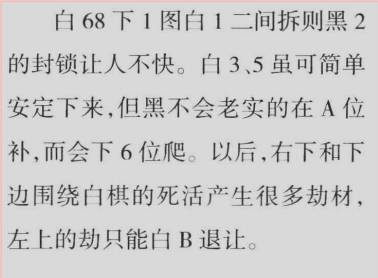 白 68 下 1 图白 1 二间拆则黑 2
的封锁让人不快。白 3、5 虽可简单
安定下来,但黑不会老实的在 A 位
补,而会下 6 位爬。以后,右下和下
边围绕白棋的死活产生很多劫材,
左上的劫只能白 B 退让。